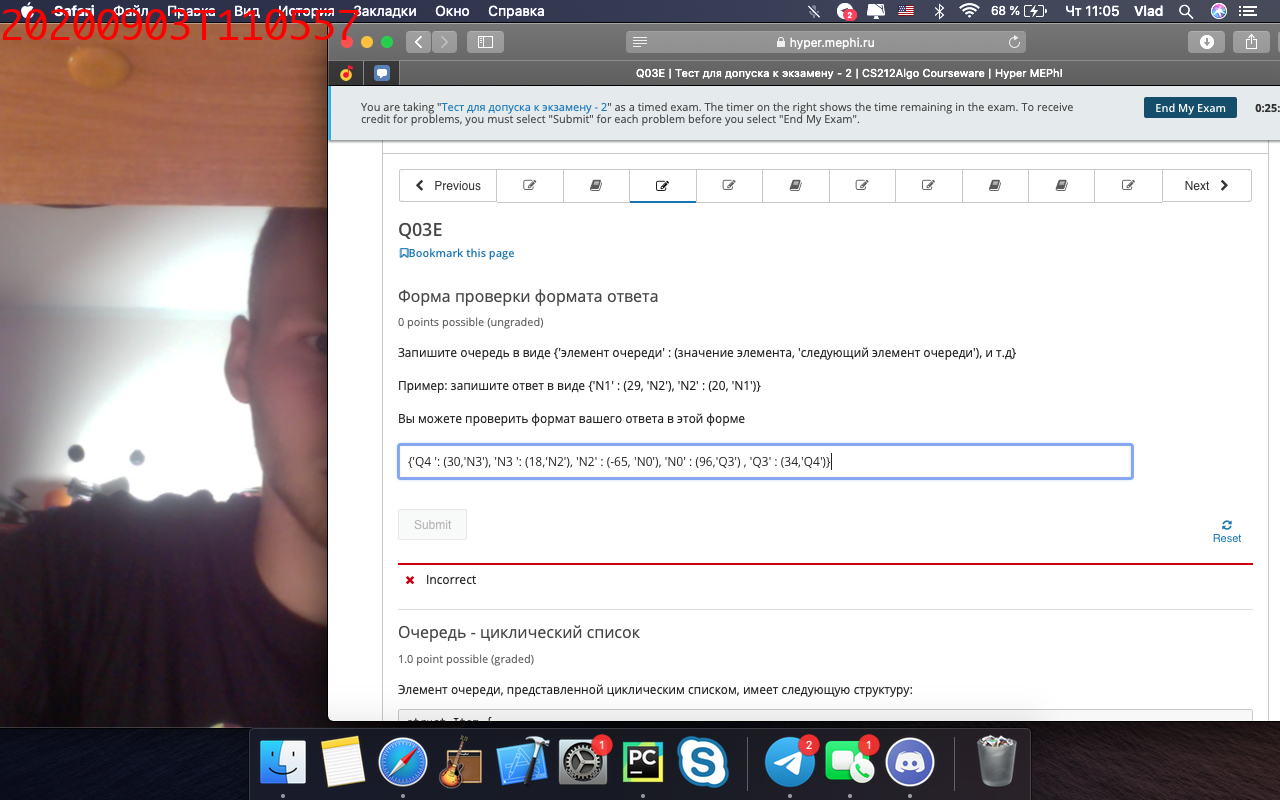 Safari Файл Правка Вид История Закладки Окно Справка 2 68 % Чт 11:05 Vlad
20200903T110557
hyper.mephi.ru
Q03E | Тест для допуска к экзамену - 2 | CS212Algo Courseware | Hyper MEPhI
You are taking "Тест для допуска к экзамену - 2" as a timed exam. The timer on the right shows the time remaining in the exam. To receive
credit for problems, you must select "Submit" for each problem before you select "End My Exam".
End My Exam
0:25:
Previous
Next
Q03E
Bookmark this page
Форма проверки формата ответа
0 points possible (ungraded)
Запишите очередь в виде {'элемент очереди' : (значение элемента, 'следующий элемент очереди'), и т.д}
Пример: запишите ответ в виде {'N1' : (29, 'N2'), 'N2' : (20, 'N1')}
Вы можете проверить формат вашего ответа в этой форме
{'Q4 ': (30,'N3'), 'N3 ': (18,'N2'), 'N2' : (-65, 'N0'), 'N0' : (96,'Q3') , 'Q3' : (34,'Q4')}
Submit
Reset
Incorrect
Очередь - циклический список
1.0 point possible (graded)
Элемент очереди, представленной циклическим списком, имеет следующую структуру:
struct Item {
1
PC
2
1